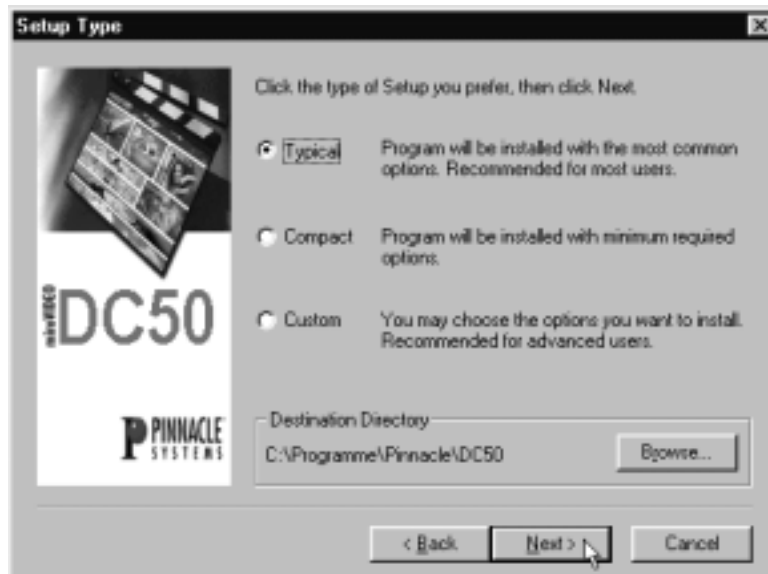 Setup Type
Click the type of Setup you prefer, then click Next.
Typical
Program will be installed with the most common
options. Recommended for most users.
Compact
Program will be installed with minimum required
options.
Custom
You may choose the options you want to install.
Recommended for advanced users.
miroVIDEO
DC50
PINNACLE
SYSTEMS
Destination Directory
C:\Programme\Pinnacle\DC50
Browse...
< Back
Next >
Cancel